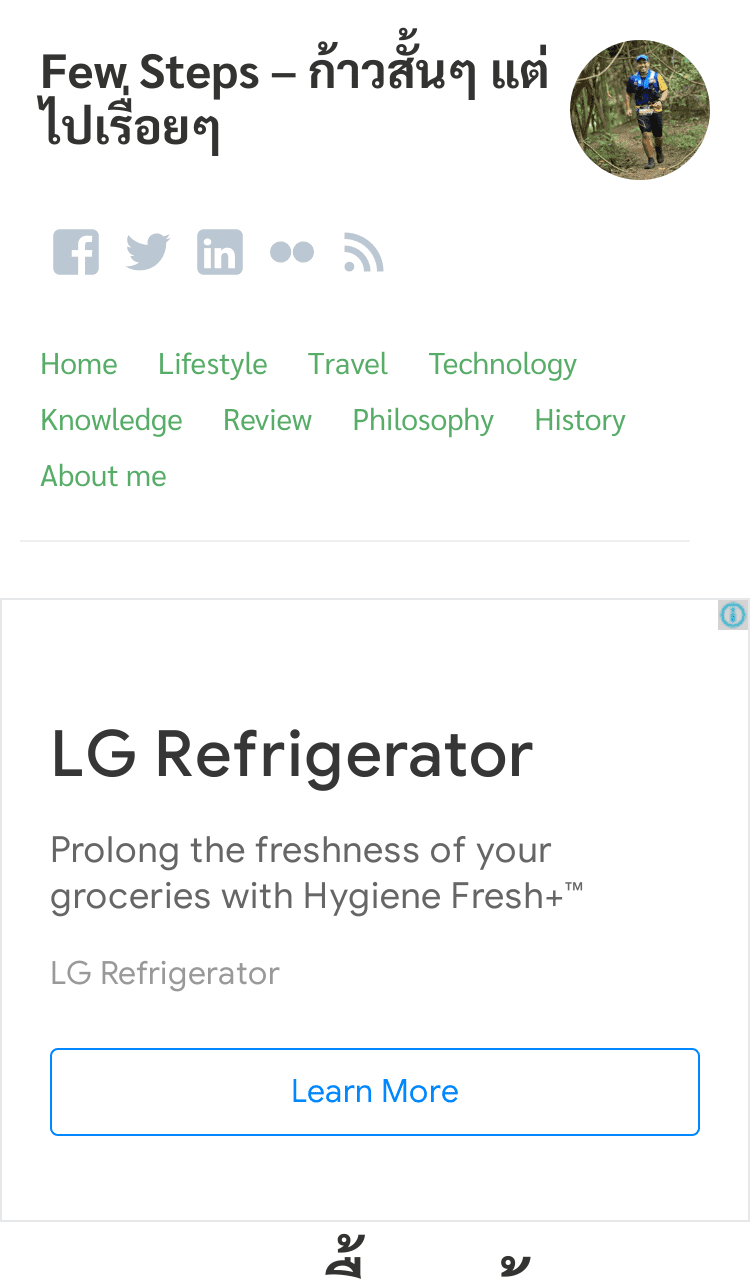 Few Steps – ก้าวสั้นๆ แต่
ไปเรื่อยๆ
Home Lifestyle Travel Technology
Knowledge Review Philosophy History
About me
LG Refrigerator
Prolong the freshness of your
groceries with Hygiene Fresh+™
LG Refrigerator
Learn More